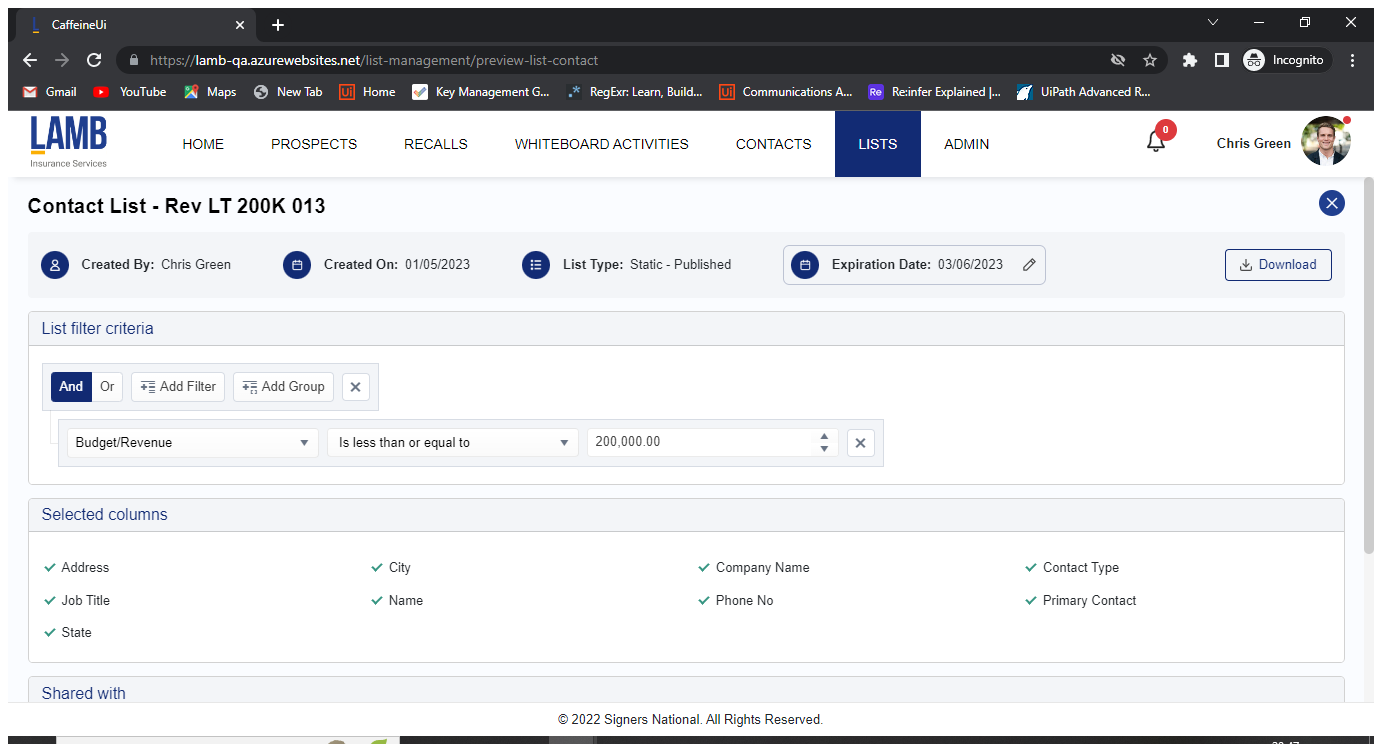 CaffeineUi
https://lamb-qa.azurewebsites.net/list-management/preview-list-contact
Incognito
Gmail YouTube Maps New Tab Home Key Management G... RegExr: Learn, Build... Communications A... Re:infer Explained |... UiPath Advanced R...
LAMB
Insurance Services
HOME PROSPECTS RECALLS WHITEBOARD ACTIVITIES CONTACTS LISTS ADMIN
0
Chris Green
Contact List - Rev LT 200K 013
Created By: Chris Green Created On: 01/05/2023 List Type: Static - Published Expiration Date: 03/06/2023 Download
List filter criteria
And Or Add Filter Add Group
Budget/Revenue Is less than or equal to 200,000.00
Selected columns
Address City Company Name Contact Type
Job Title Name Phone No Primary Contact
State
Shared with
© 2022 Signers National. All Rights Reserved.